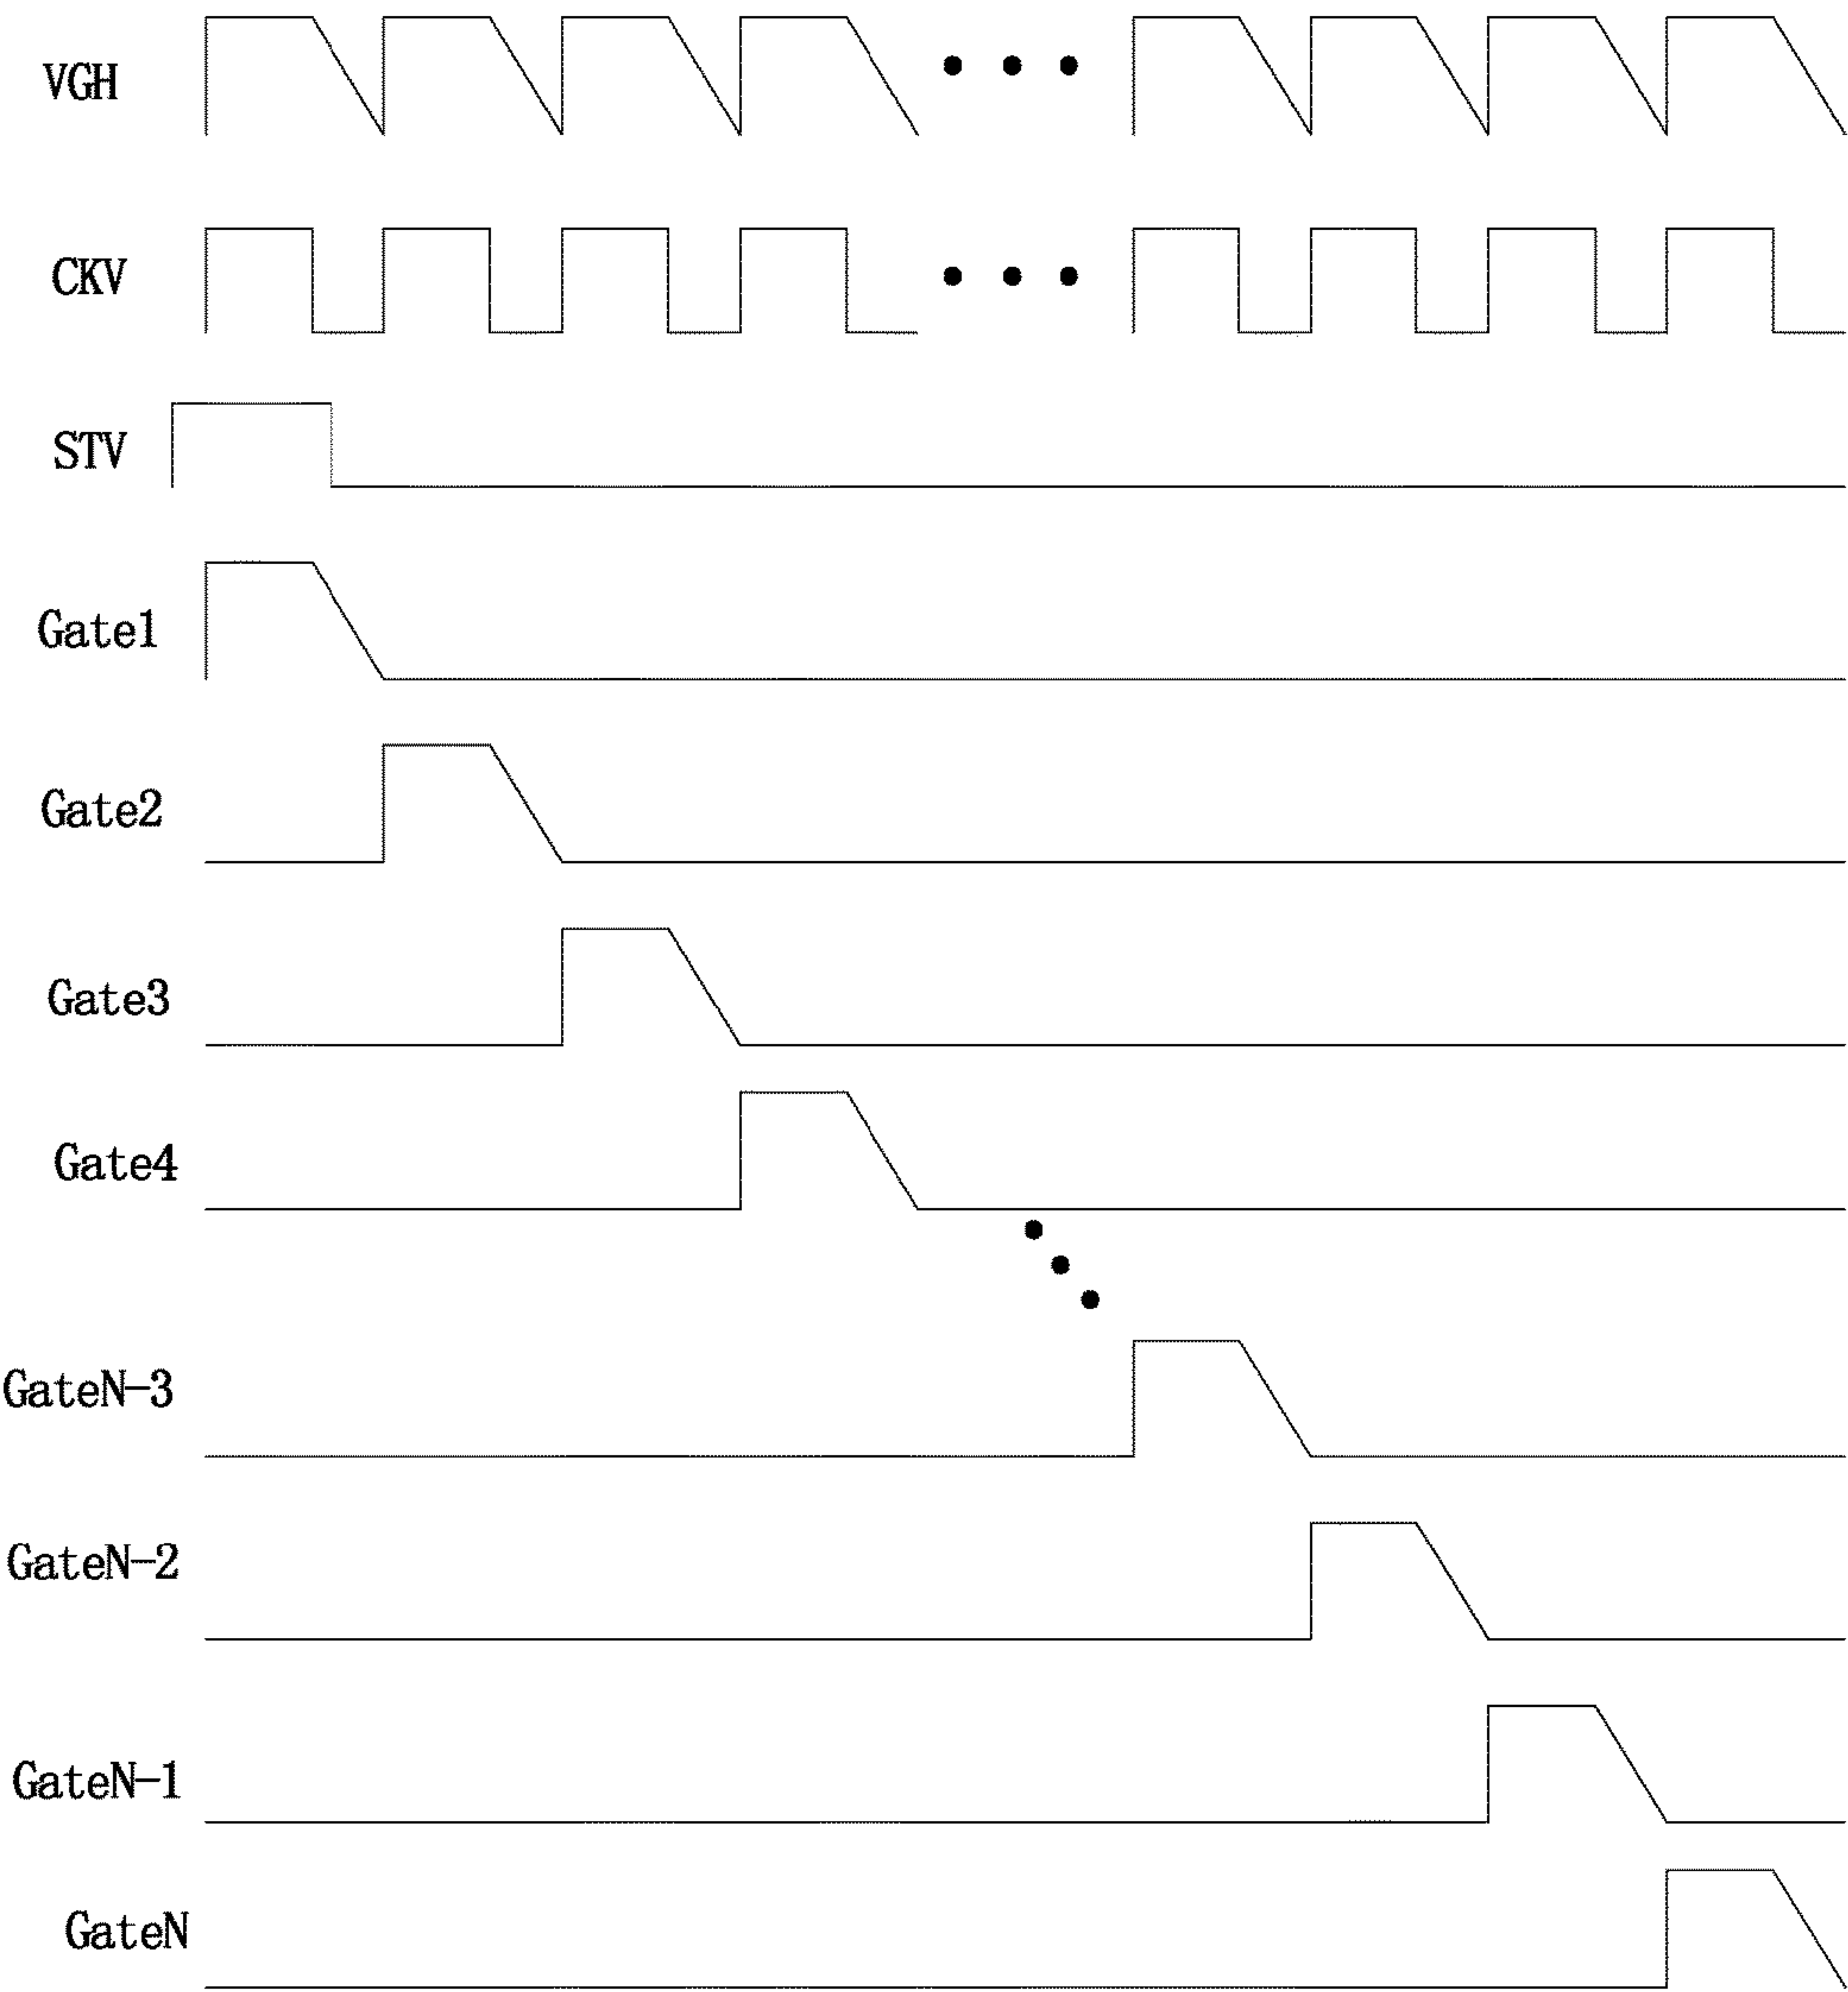 VGH
CKV
STV
Gate1
Gate2
Gate3
Gate4
GateN-3
GateN-2
GateN-1
GateN